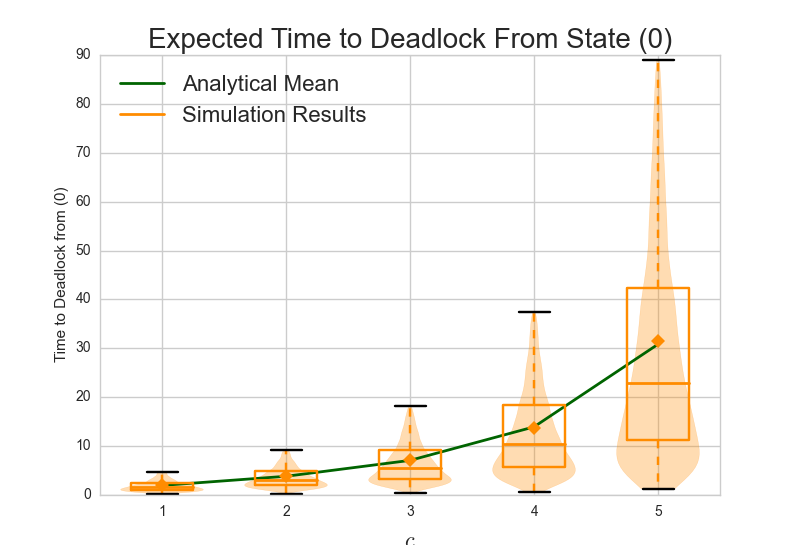 Expected Time to Deadlock From State (0)
Analytical Mean
Simulation Results
Time to Deadlock from (0)
90
80
70
60
50
40
30
20
10
0
1 2 3 4 5
c